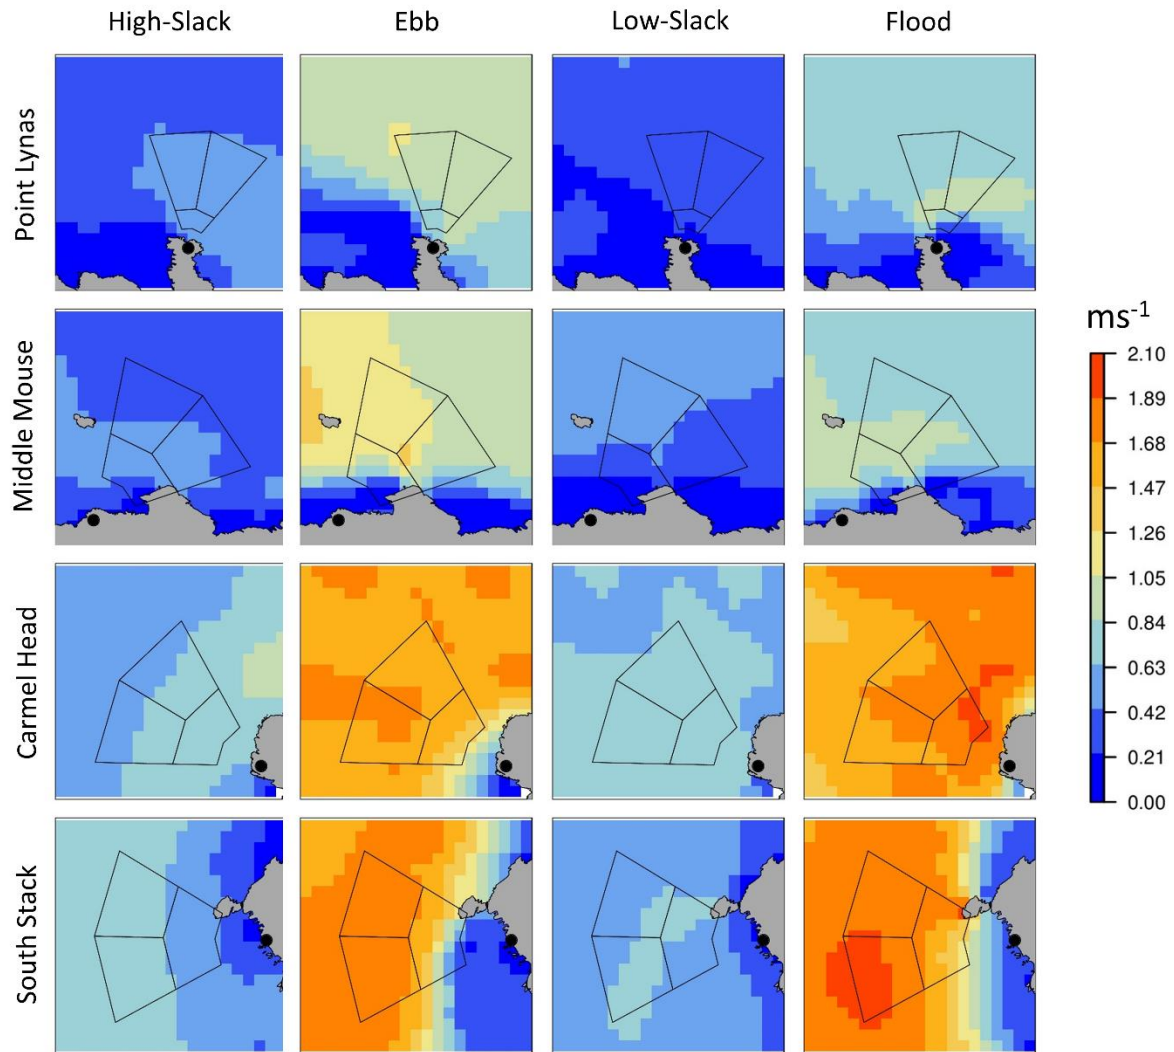 High-Slack Ebb Low-Slack Flood
Point Lynas
Middle Mouse
Carmel Head
South Stack
ms-1
2.10
1.89
1.68
1.47
1.26
1.05
0.84
0.63
0.42
0.21
0.00